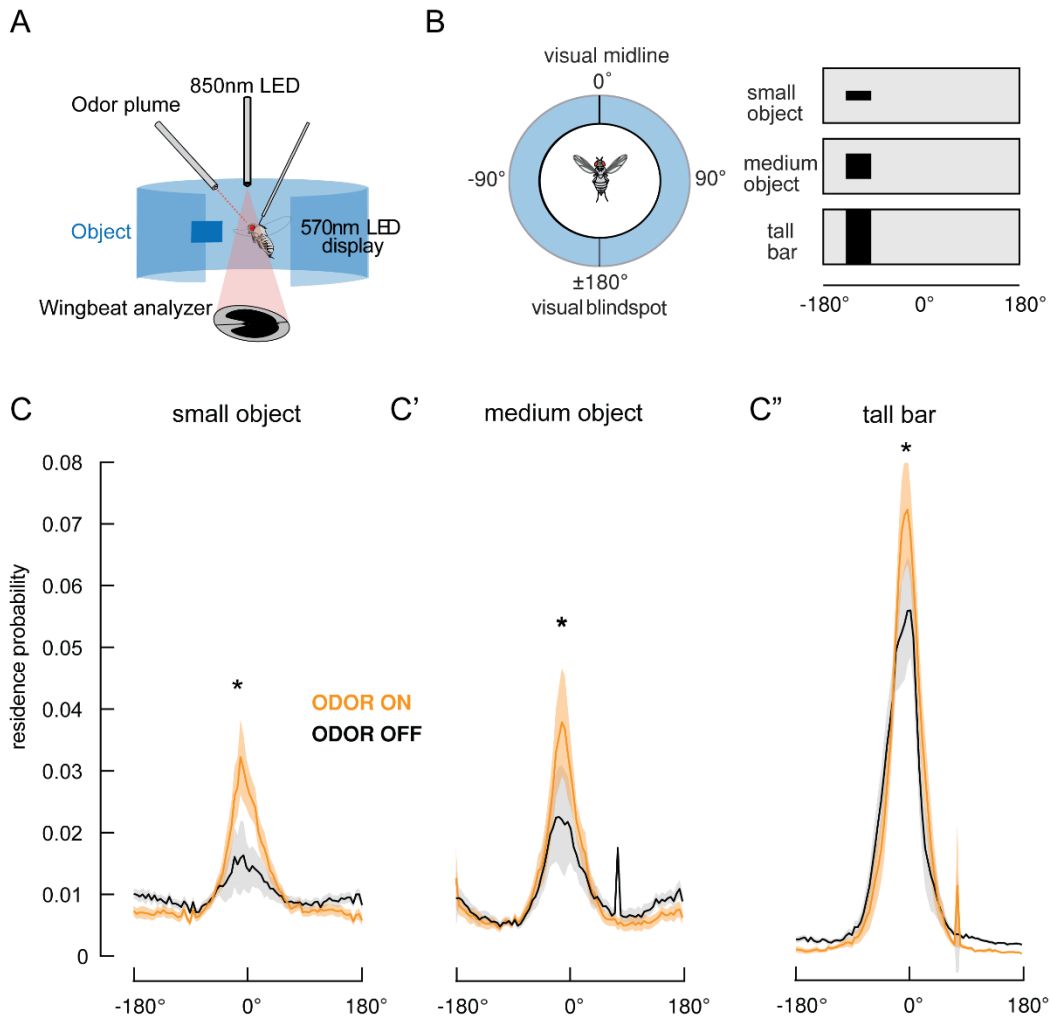 A
850nm LED
Odor plume
Object
570nm LED
display
Wingbeat analyzer
B
visual midline
0°
-90°
90°
±180°
visual blindspot
small
object
medium
object
tall
bar
-180°
0°
180°
C
small object
C'
medium object
C"
tall bar
residence probability
0.08
0.07
0.06
0.05
0.04
0.03
0.02
0.01
0
*
*
*
ODOR ON
ODOR OFF
-180°
0°
180°
-180°
0°
180°
-180°
0°
180°